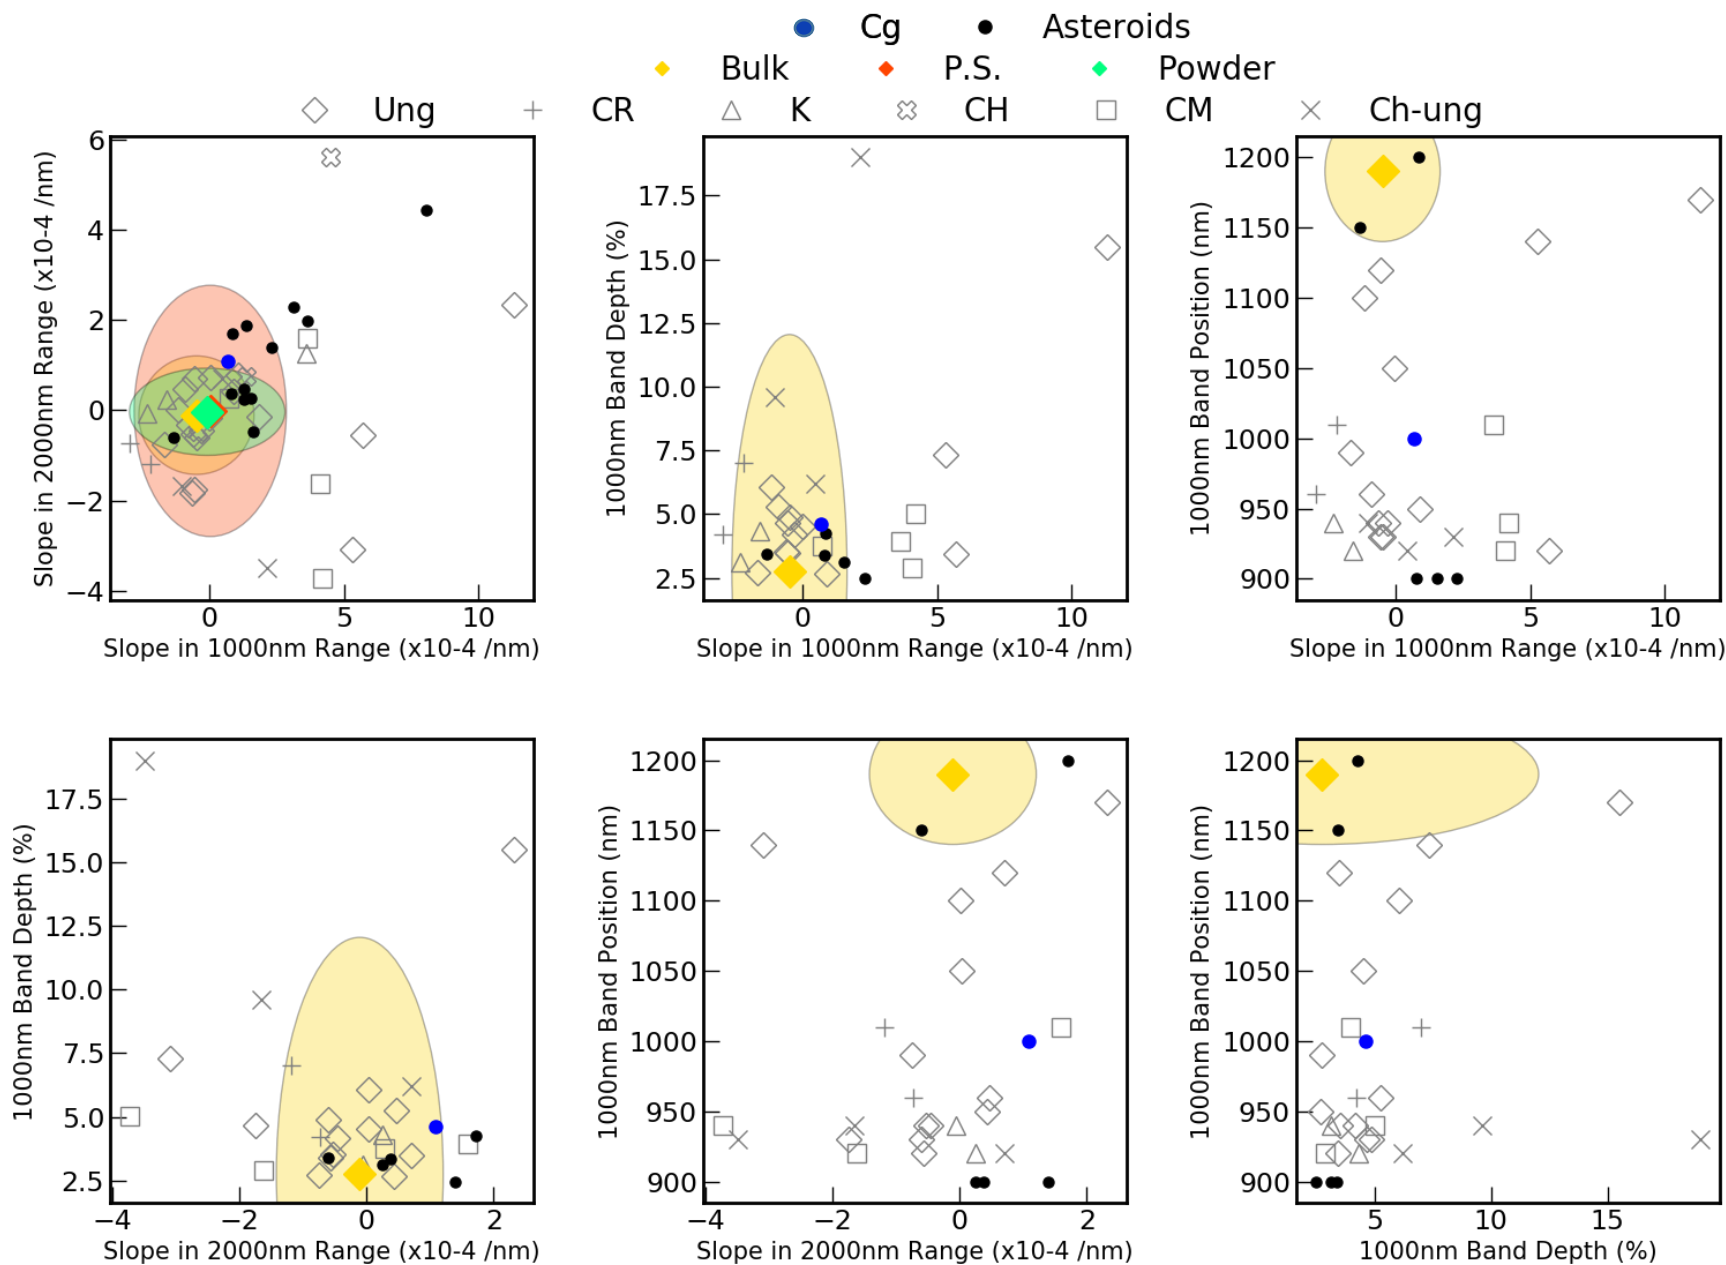 Cg Asteroids
Bulk P.S. Powder
Ung CR K CH CM Ch-ung
6
4
2
0
−2
−4
Slope in 2000nm Range (x10-4 /nm)
0 5 10
Slope in 1000nm Range (x10-4 /nm)
17.5
15.0
12.5
10.0
7.5
5.0
2.5
1000nm Band Depth (%)
0 5 10
Slope in 1000nm Range (x10-4 /nm)
1200
1150
1100
1050
1000
950
900
1000nm Band Position (nm)
0 5 10
Slope in 1000nm Range (x10-4 /nm)
17.5
15.0
12.5
10.0
7.5
5.0
2.5
1000nm Band Depth (%)
−4 −2 0 2
Slope in 2000nm Range (x10-4 /nm)
1200
1150
1100
1050
1000
950
900
1000nm Band Position (nm)
−4 −2 0 2
Slope in 2000nm Range (x10-4 /nm)
1200
1150
1100
1050
1000
950
900
1000nm Band Position (nm)
5 10 15
1000nm Band Depth (%)